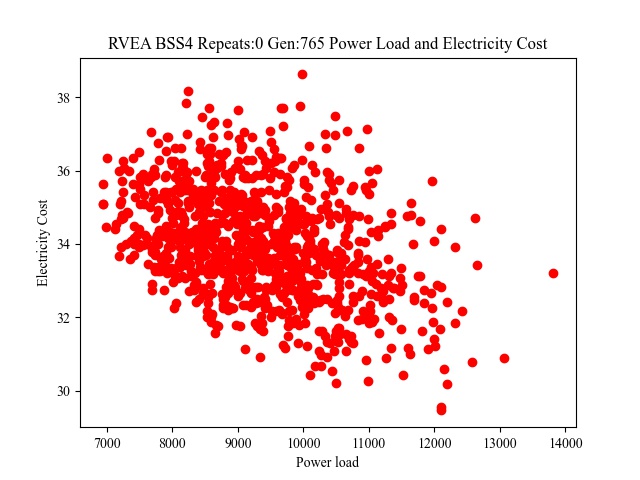 RVEA BSS4 Repeats:0 Gen:765 Power Load and Electricity Cost
38
36
34
32
30
Electricity Cost
7000 8000 9000 10000 11000 12000 13000 14000
Power load